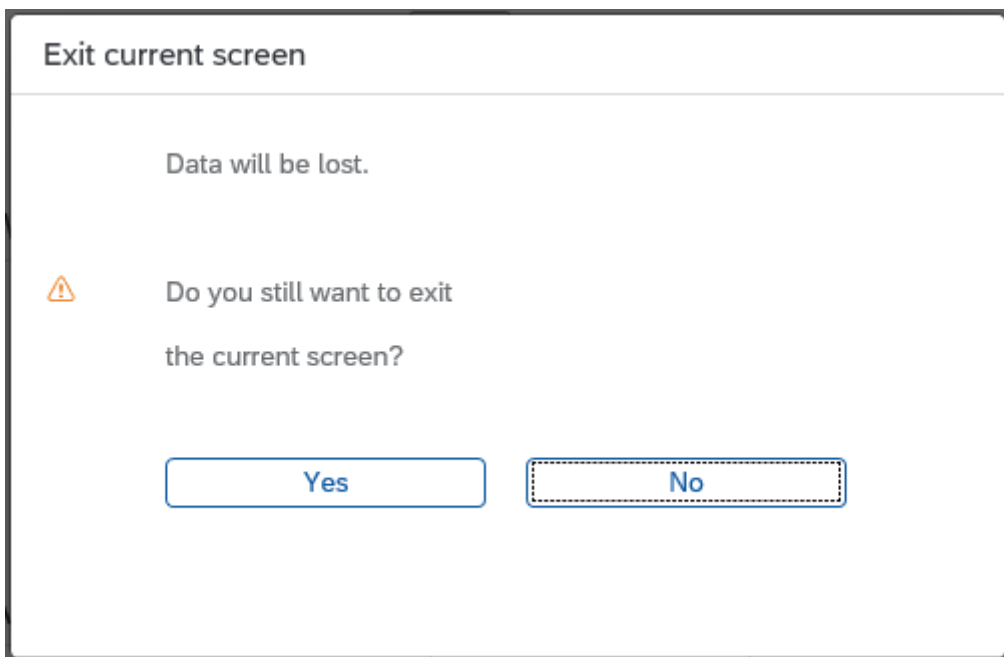 Exit current screen
Data will be lost.
Do you still want to exit
the current screen?
Yes
No